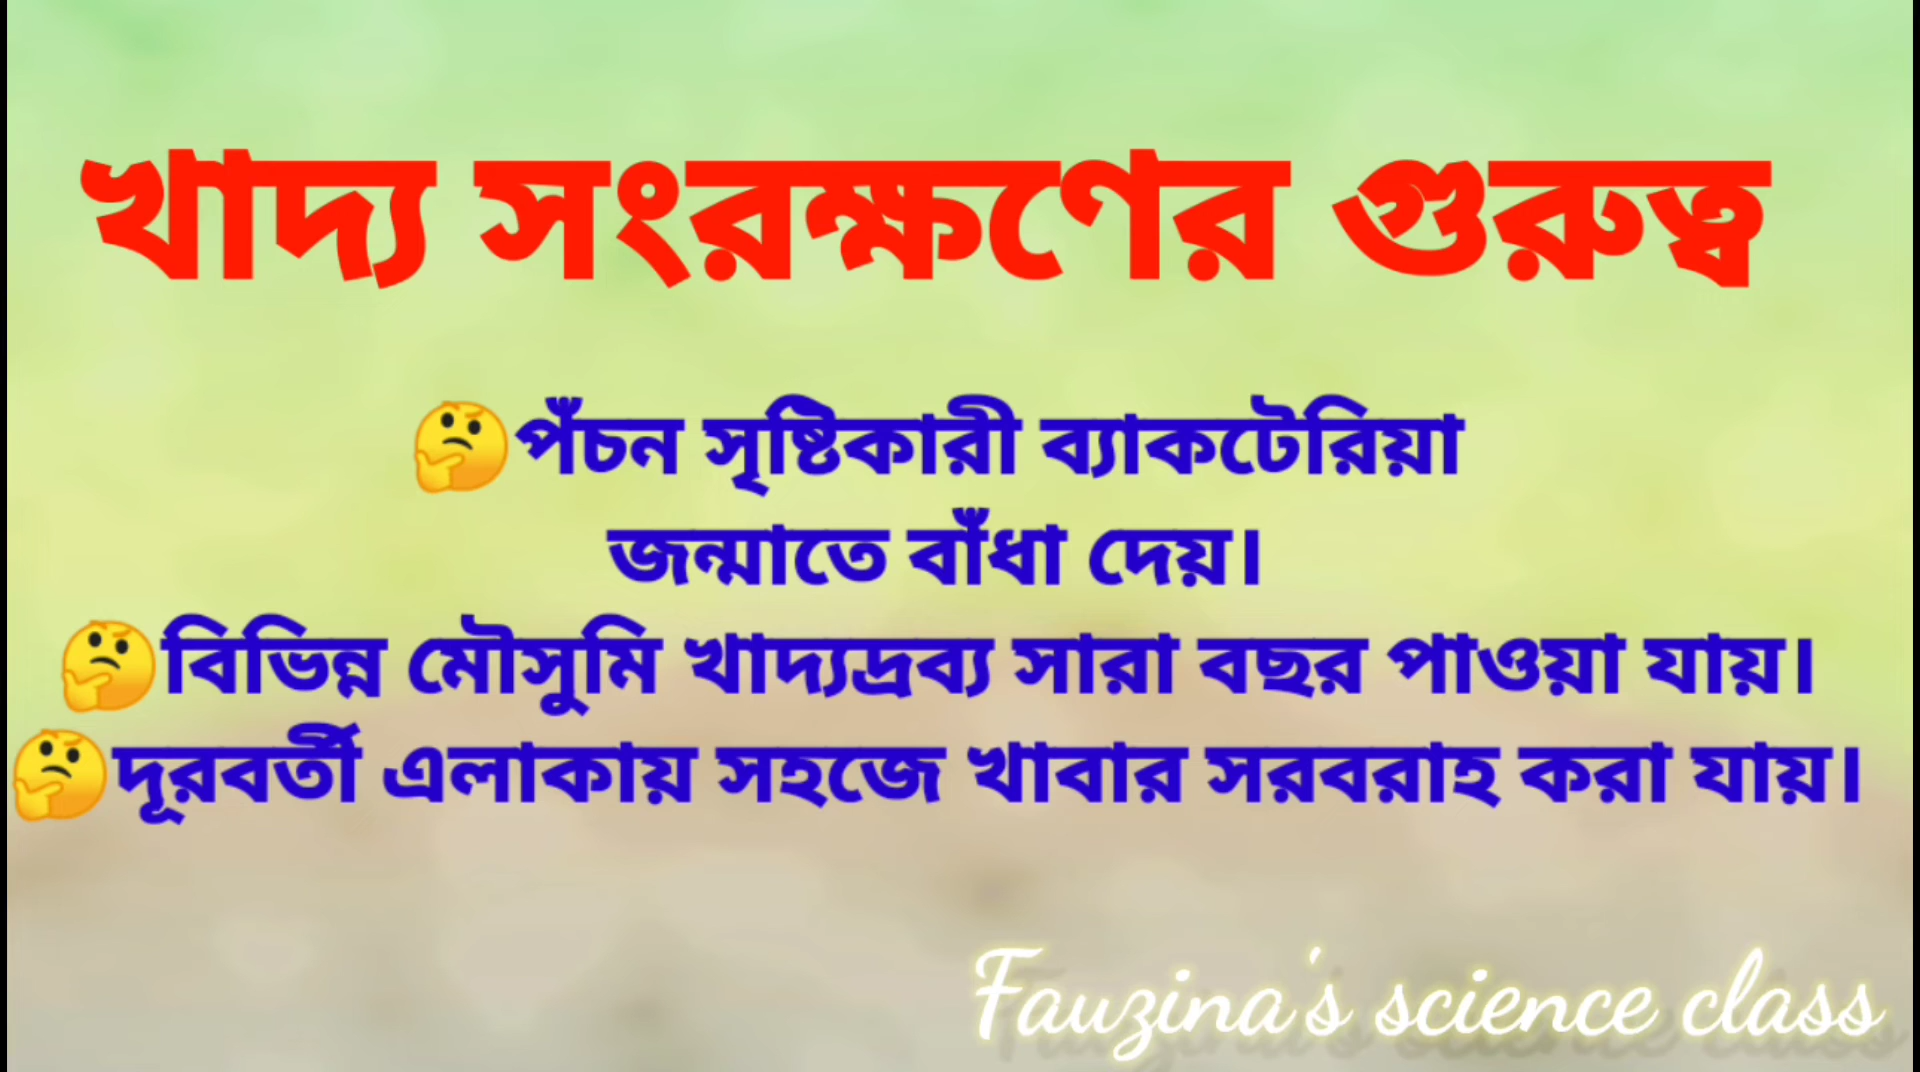 খাদ্য সংরক্ষণের গুরুত্ব
🤔পঁচন সৃষ্টিকারী ব্যাকটেরিয়া
জন্মাতে বাঁধা দেয়।
🤔বিভিন্ন মৌসুমি খাদ্যদ্রব্য সারা বছর পাওয়া যায়।
🤔দূরবর্তী এলাকায় সহজে খাবার সরবরাহ করা যায়।
Fauzina's science class